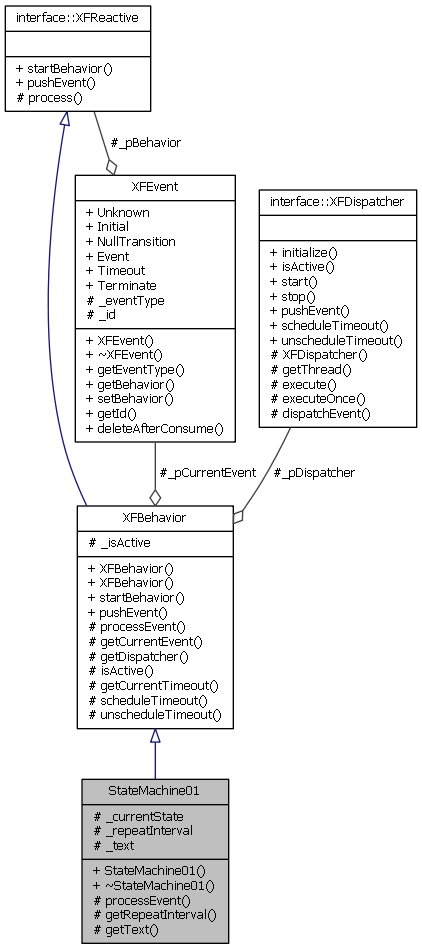 interface::XFReactive
+ startBehavior()
+ pushEvent()
# process()
#_pBehavior
XFEvent
+ Unknown
+ Initial
+ NullTransition
+ Event
+ Timeout
+ Terminate
# _eventType
# _id
+ XFEvent()
+ ~XFEvent()
+ getEventType()
+ getBehavior()
+ setBehavior()
+ getId()
+ deleteAfterConsume()
interface::XFDispatcher
+ initialize()
+ isActive()
+ start()
+ stop()
+ pushEvent()
+ scheduleTimeout()
+ unscheduleTimeout()
# XFDispatcher()
# getThread()
# execute()
# executeOnce()
# dispatchEvent()
#_pCurrentEvent
#_pDispatcher
XFBehavior
# _isActive
+ XFBehavior()
+ XFBehavior()
+ startBehavior()
+ pushEvent()
# processEvent()
# getCurrentEvent()
# getDispatcher()
# isActive()
# getCurrentTimeout()
# scheduleTimeout()
# unscheduleTimeout()
StateMachine01
# _currentState
# _repeatInterval
# _text
+ StateMachine01()
+ ~StateMachine01()
# processEvent()
# getRepeatInterval()
# getText()